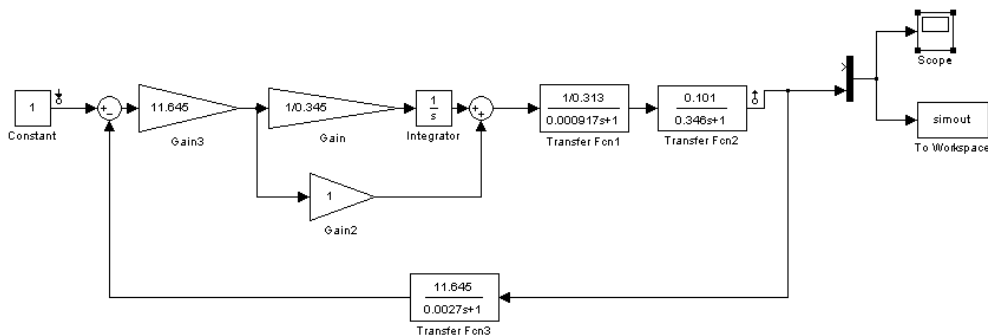 Scope
1
Constant
+
−
11.645
Gain3
1/0.345
Gain
1
s
Integrator
+
+
1/0.313
0.000917s+1
Transfer Fcn1
0.101
0.346s+1
Transfer Fcn2
simout
To Workspace
1
Gain2
11.645
0.0027s+1
Transfer Fcn3